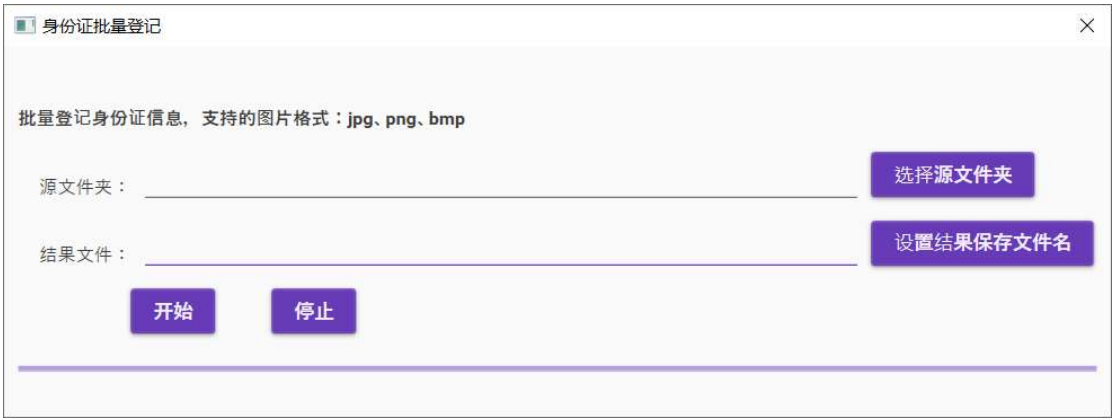 身份证批量登记
批量登记身份证信息，支持的图片格式：jpg、png、bmp
源文件夹：
选择源文件夹
结果文件：
设置结果保存文件名
开始
停止